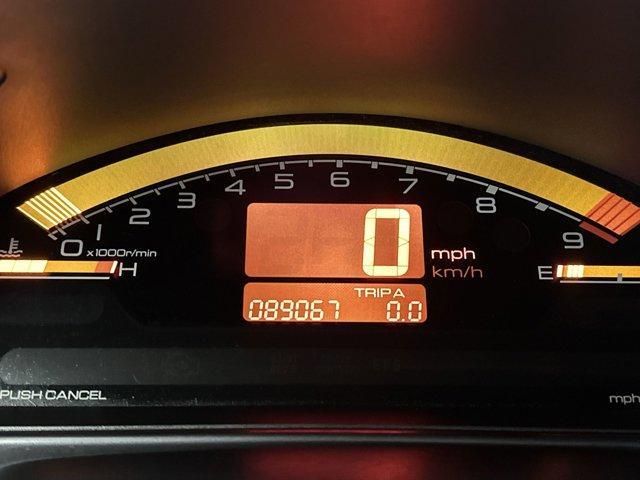 0 1 2 3 4 5 6 7 8 9
x1000r/min
H
0
mph
km/h
E
TRIP A
089067 0.0
PUSH CANCEL
mph